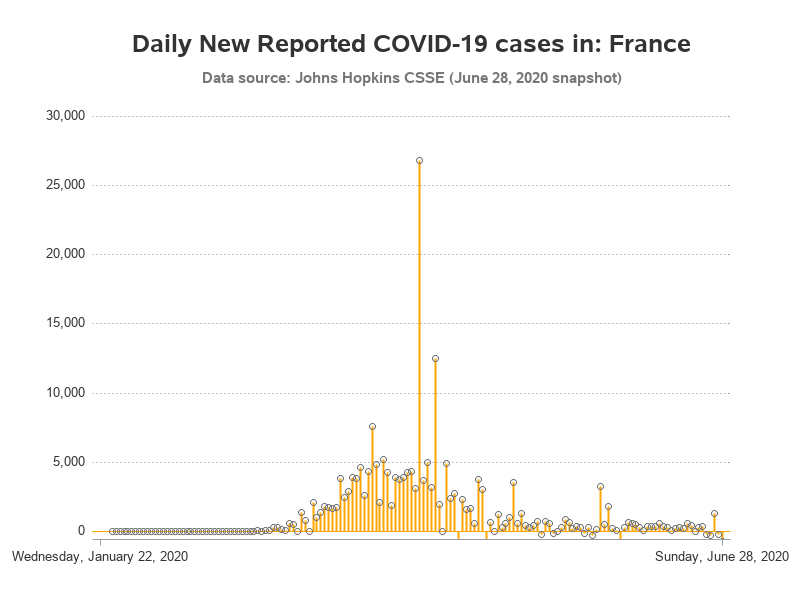 Daily New Reported COVID-19 cases in: France
Data source: Johns Hopkins CSSE (June 28, 2020 snapshot)
30,000
25,000
20,000
15,000
10,000
5,000
0
Wednesday, January 22, 2020
Sunday, June 28, 2020